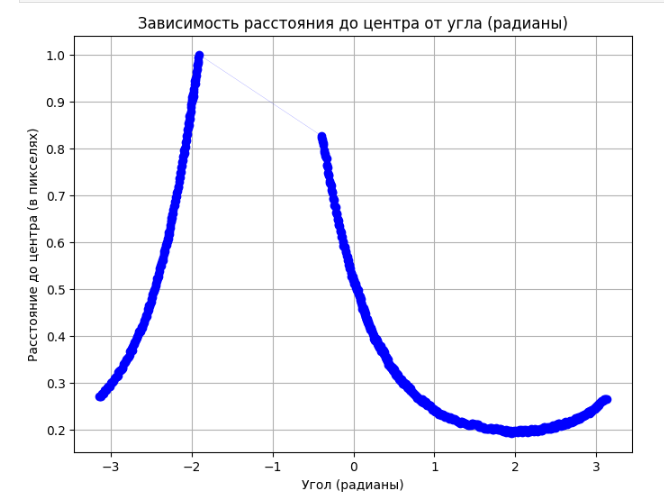 Зависимость расстояния до центра от угла (радианы)
Расстояние до центра (в пикселях)
1.0
0.9
0.8
0.7
0.6
0.5
0.4
0.3
0.2
−3 −2 −1 0 1 2 3
Угол (радианы)